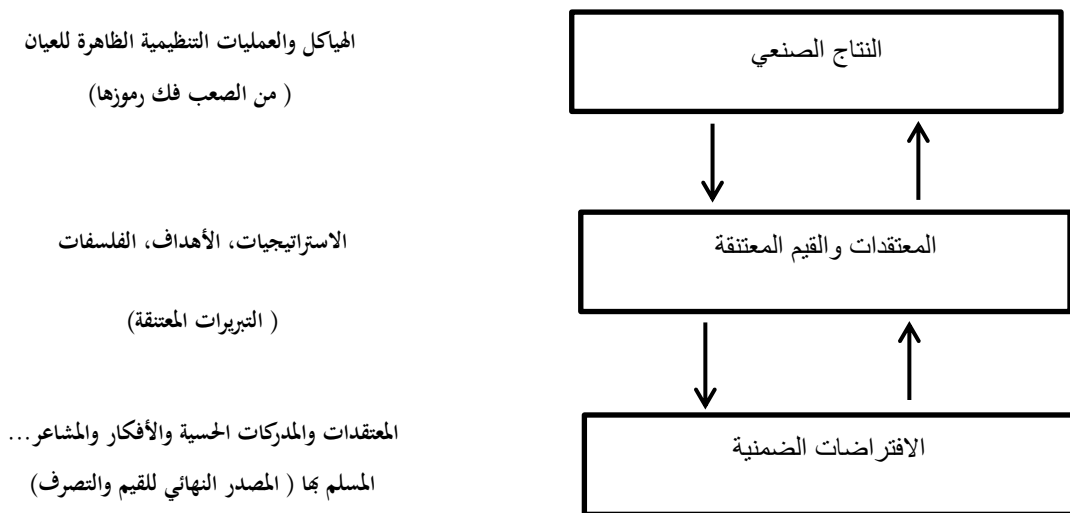 النتاج الصنعي
الهياكل والعمليات التنظيمية الظاهرة للعيان
( من الصعب فك رموزها)
المعتقدات والقيم المعتنقة
الاستراتيجيات، الأهداف، الفلسفات
( التبريرات المعتنقة)
الافتراضات الضمنية
المعتقدات والمدركات الحسية والأفكار والمشاعر...
المسلم بها ( المصدر النهائي للقيم والتصرف)